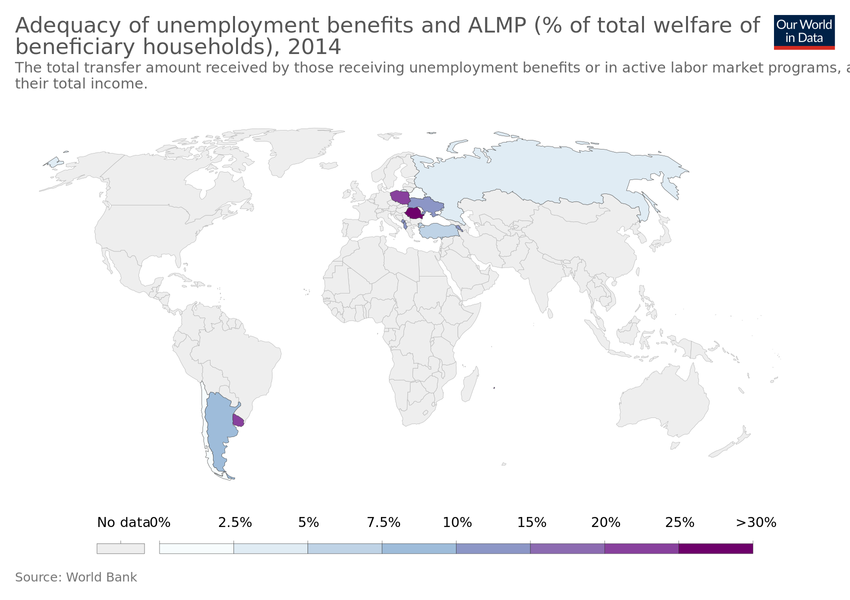 Adequacy of unemployment benefits and ALMP (% of total welfare of
beneficiary households), 2014
Our World
in Data
The total transfer amount received by those receiving unemployment benefits or in active labor market programs, a
their total income.
No data 0% 2.5% 5% 7.5% 10% 15% 20% 25% >30%
Source: World Bank